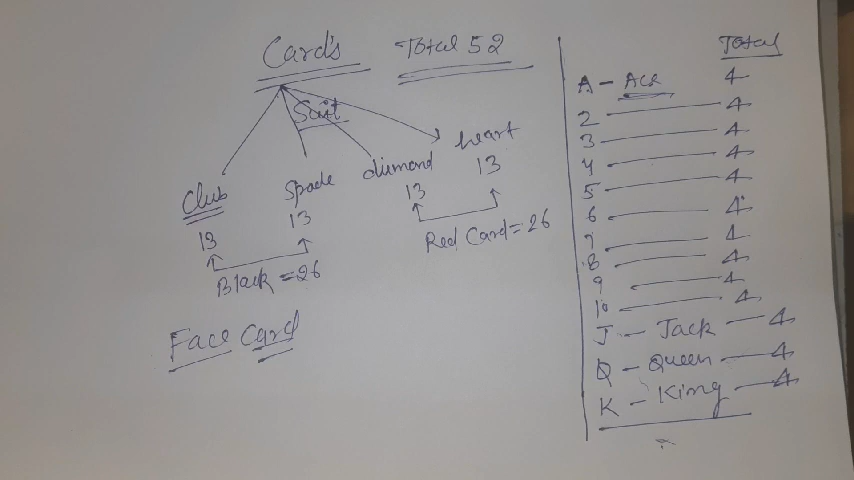 Card's Total 52
Suit
Club spade diamond heart
13 13 13 13
Black = 26 Red Card = 26
Face Card
Total
A - Ace 4
2 4
3 4
4 4
5 4
6 4
7 4
8 4
9 4
10 4
J - Jack - 4
Q - Queen - 4
K - King - 4